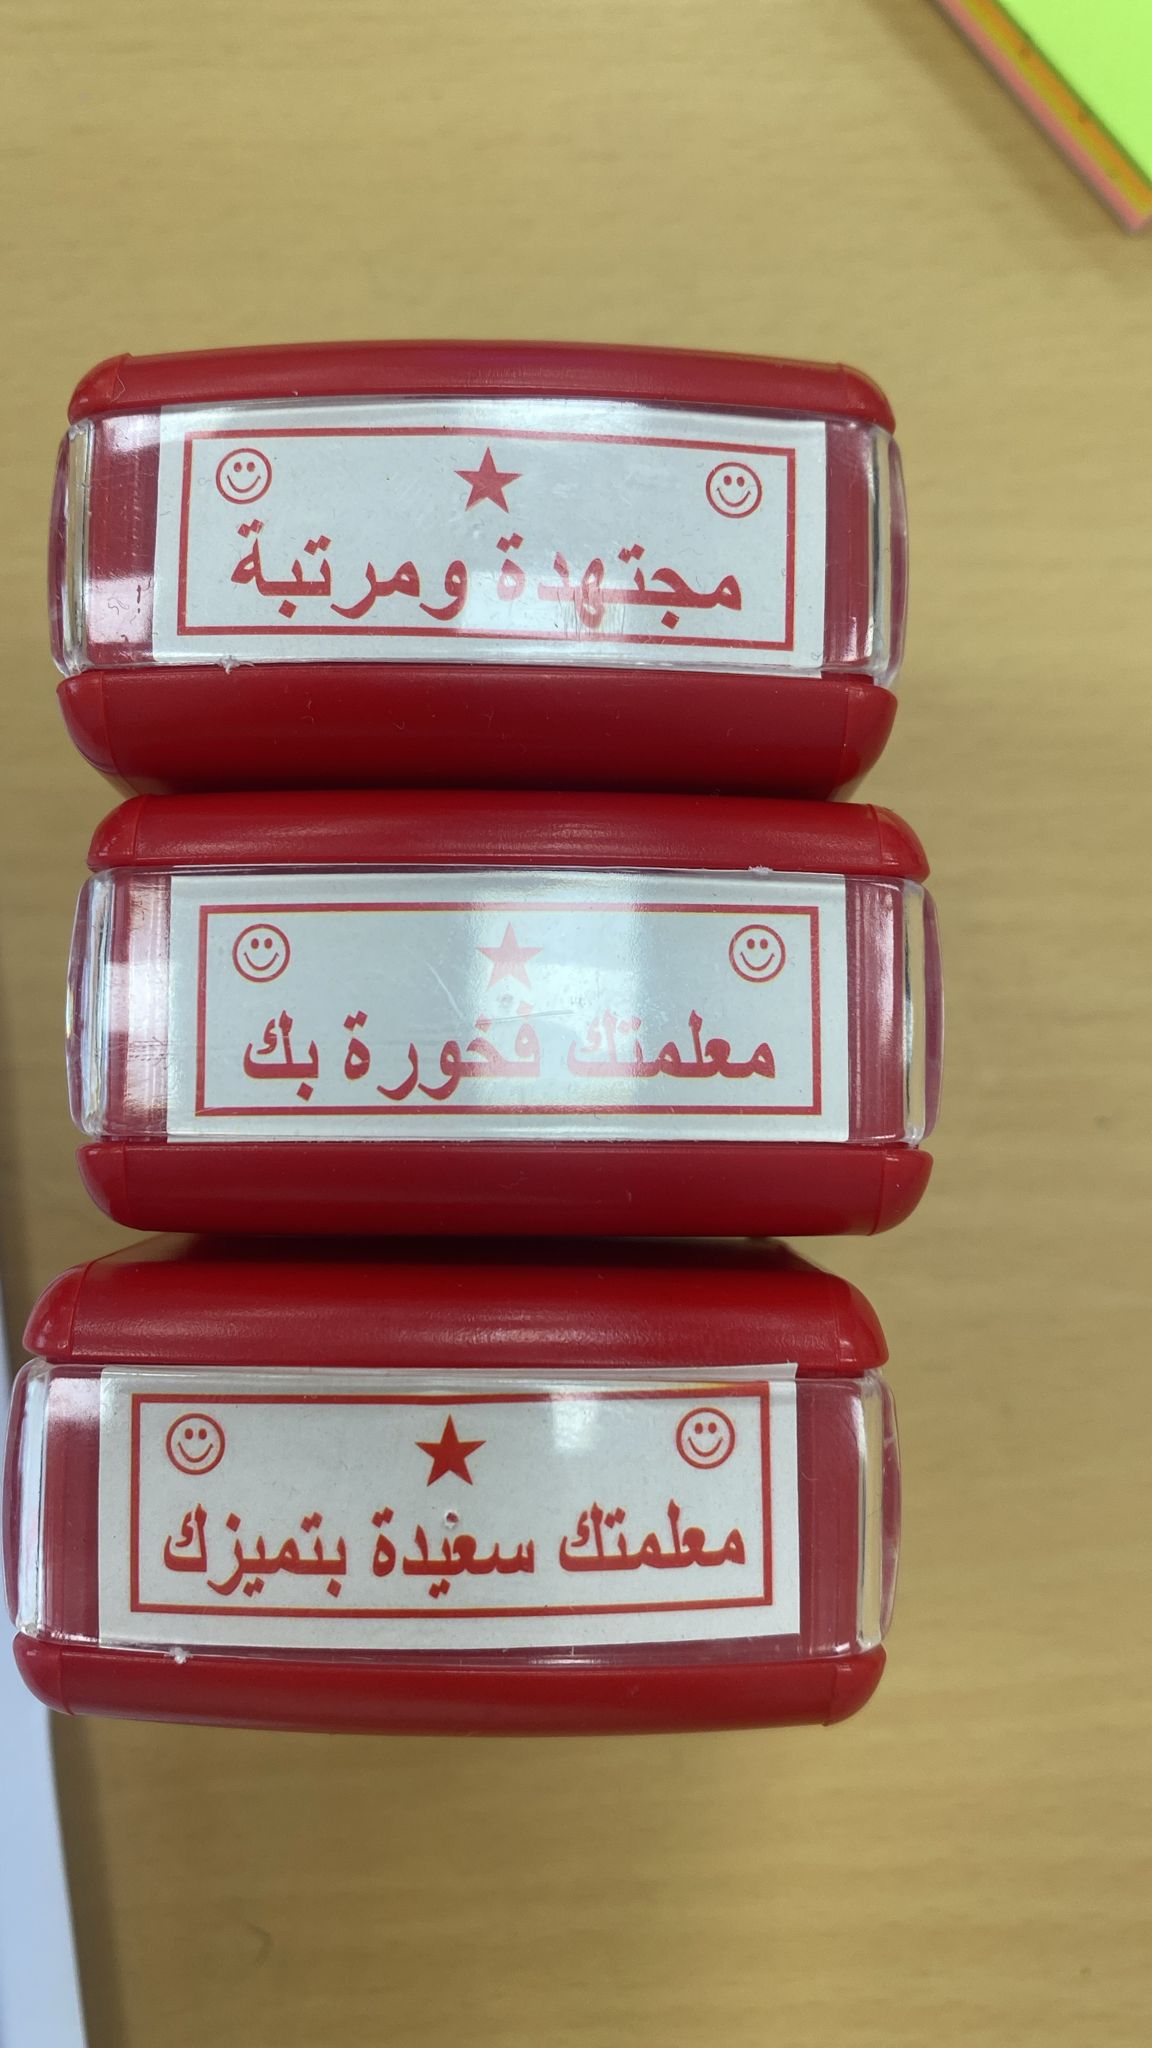 مجتهدة ومرتبة
معلمتك فخورة بك
معلمتك سعيدة بتميزك